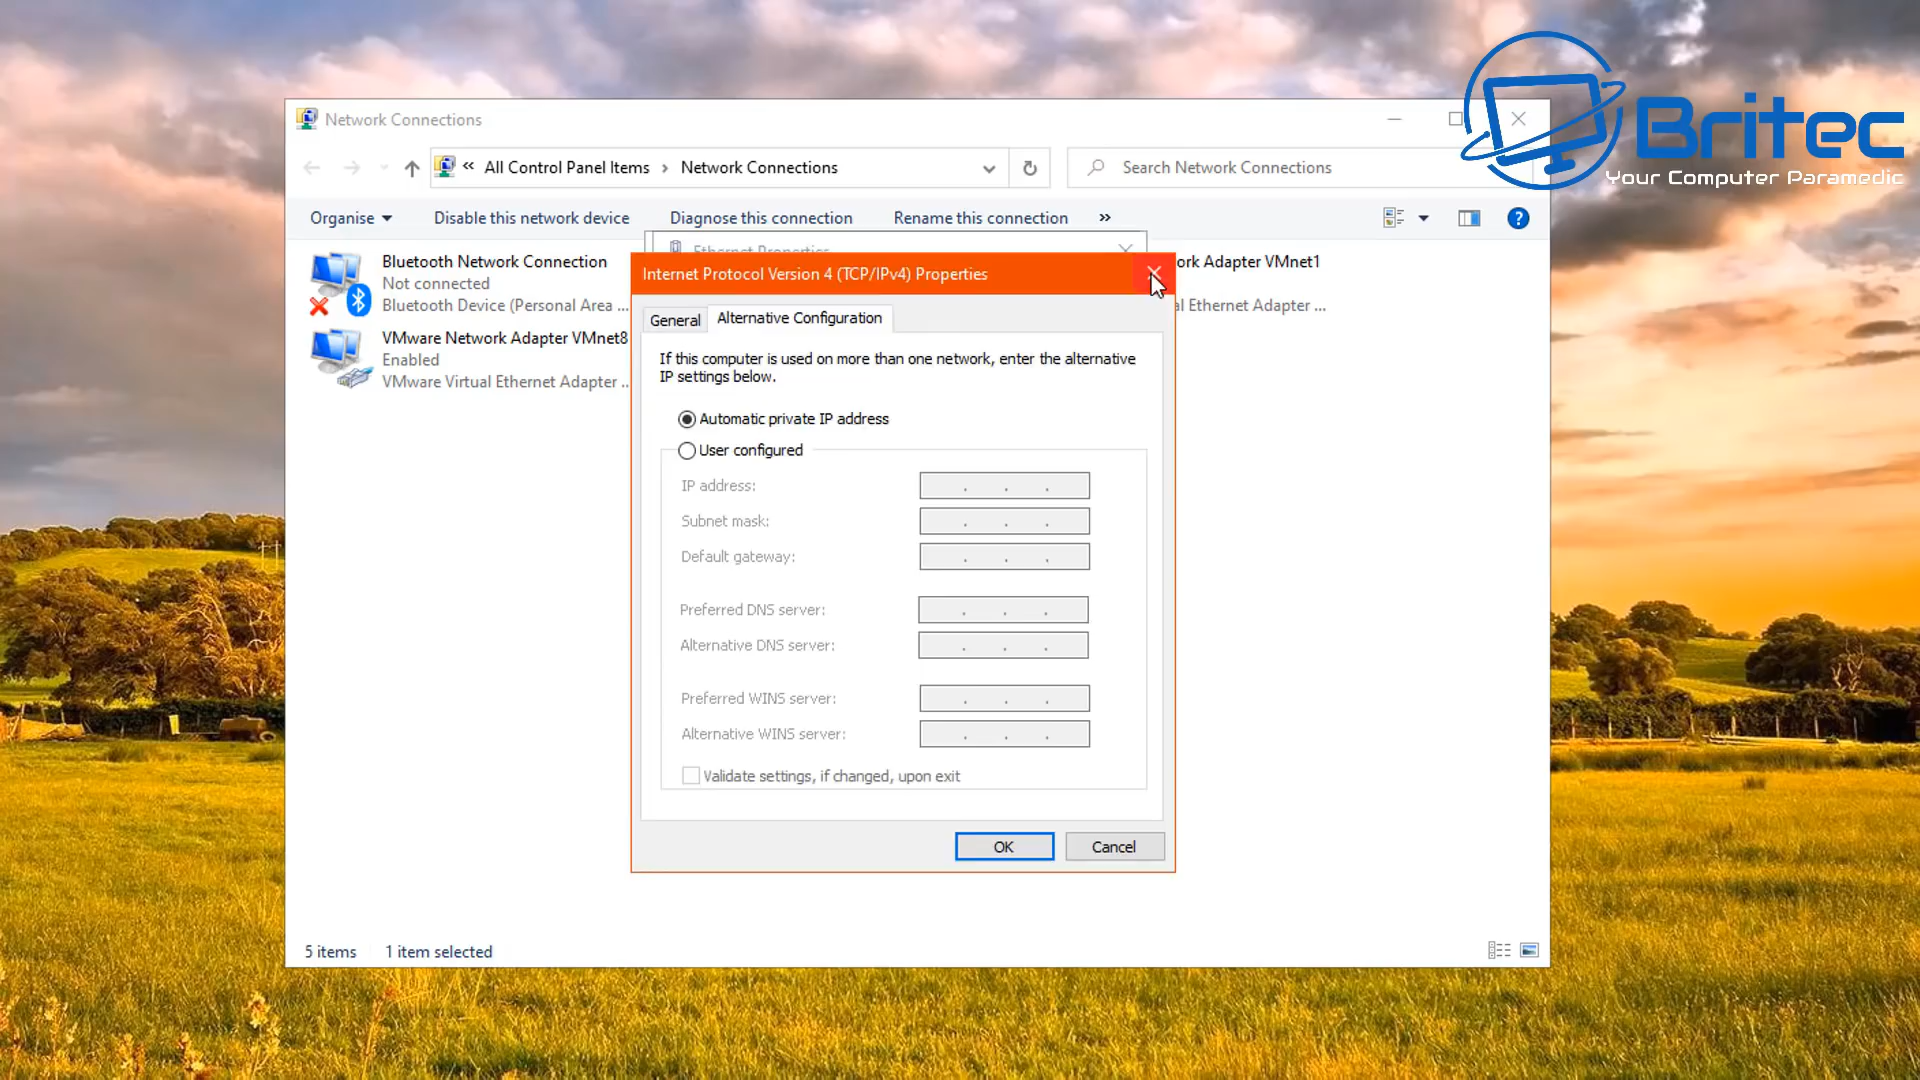 Britec
Your Computer Paramedic
Network Connections
« All Control Panel Items › Network Connections
Search Network Connections
Organise
Disable this network device
Diagnose this connection
Rename this connection
»
Bluetooth Network Connection
Not connected
Bluetooth Device (Personal Area ...
VMware Network Adapter VMnet8
Enabled
VMware Virtual Ethernet Adapter ..
Ethernet Properties
Adapter VMnet1
Ethernet Adapter ...
Internet Protocol Version 4 (TCP/IPv4) Properties
General
Alternative Configuration
If this computer is used on more than one network, enter the alternative
IP settings below.
Automatic private IP address
User configured
IP address:
Subnet mask:
Default gateway:
Preferred DNS server:
Alternative DNS server:
Preferred WINS server:
Alternative WINS server:
Validate settings, if changed, upon exit
OK
Cancel
5 items
1 item selected